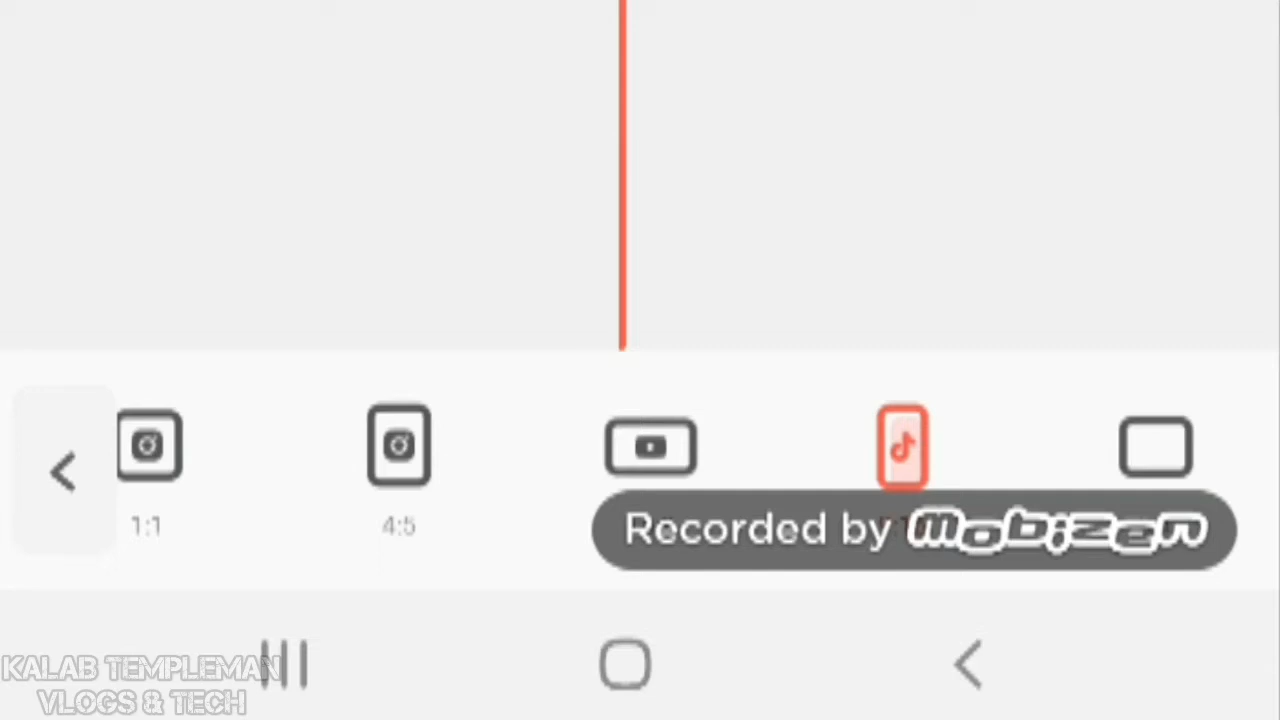 1:1
4:5
Recorded by mobizen
KALAB TEMPLEMAN
VLOGS & TECH